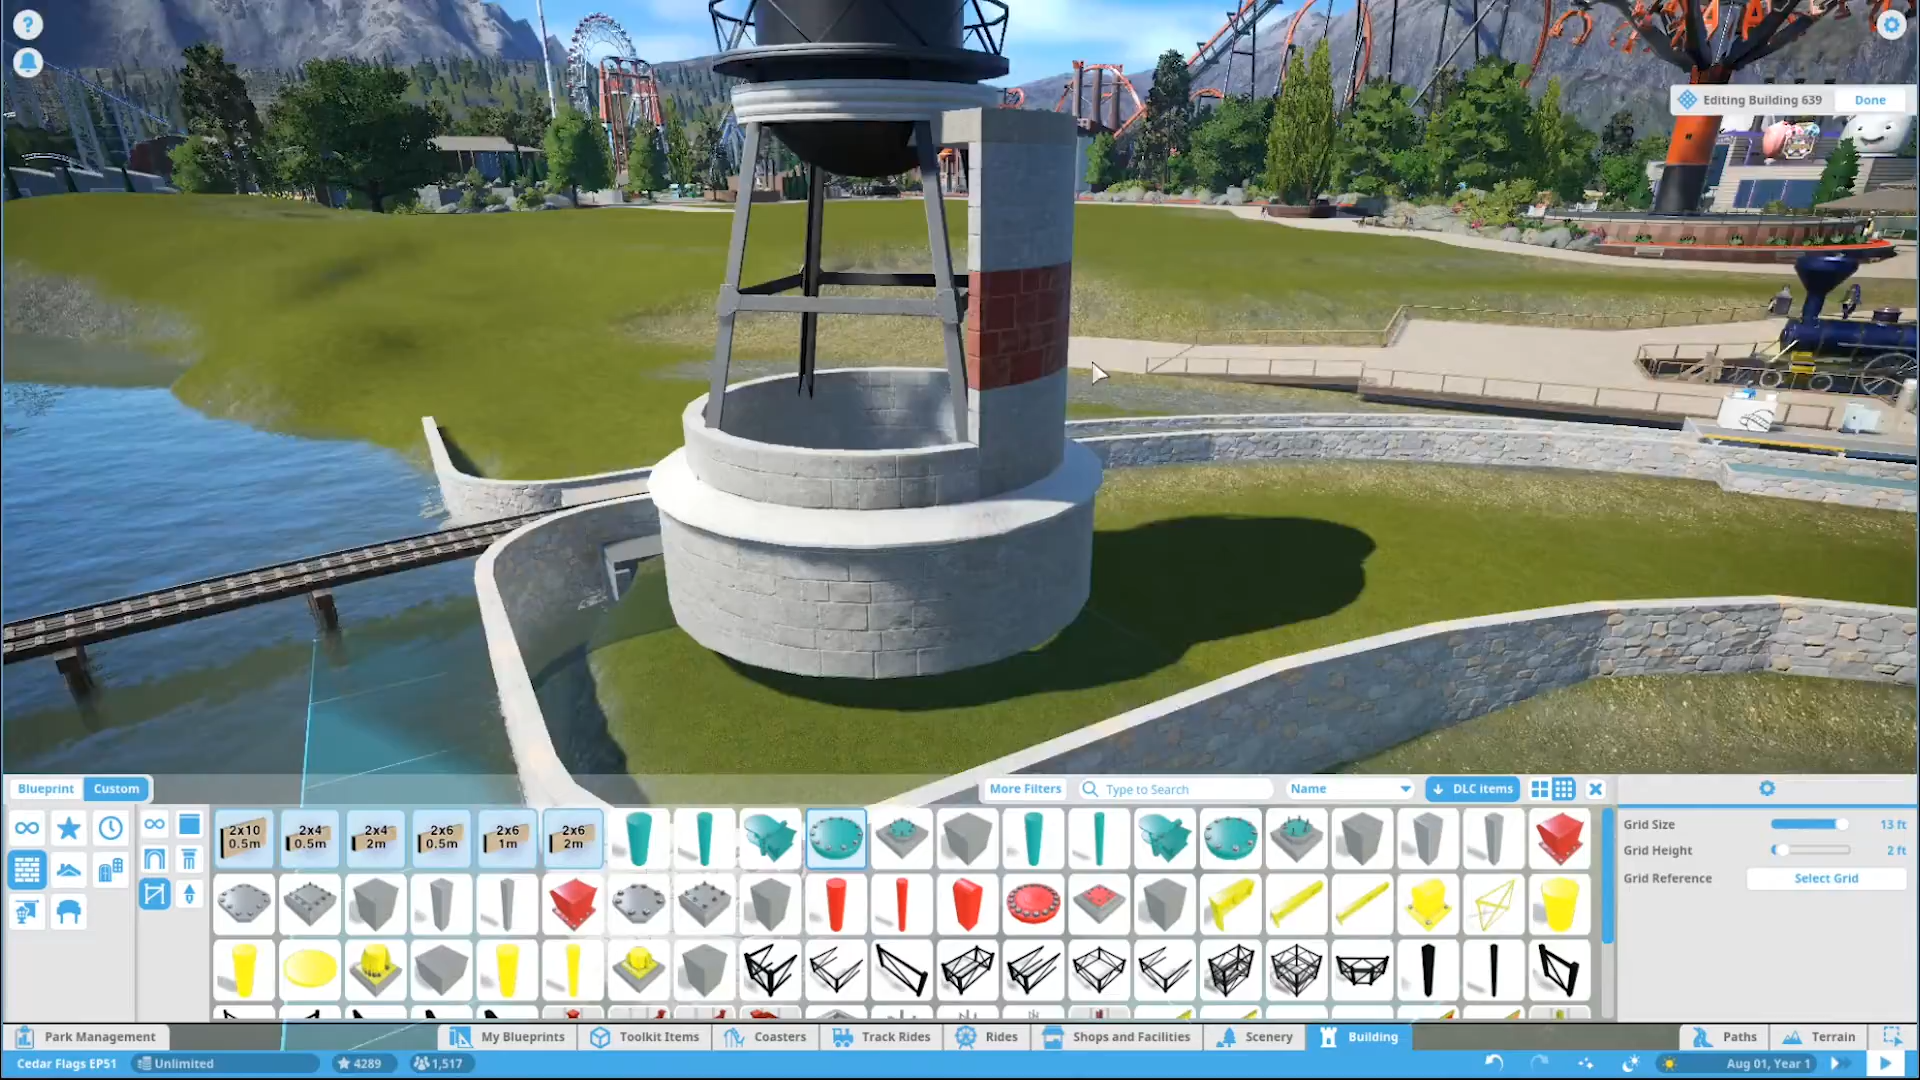 ?
Editing Building 639 Done
Blueprint Custom
More Filters Type to Search Name DLC items
2x10 0.5m
2x4 0.5m
2x4 2m
2x6 0.5m
2x6 1m
2x6 2m
Grid Size 13 ft
Grid Height 2 ft
Grid Reference Select Grid
Park Management My Blueprints Toolkit Items Coasters Track Rides Rides Shops and Facilities Scenery Building Paths Terrain
Cedar Flags EP51 Unlimited 4289 1,517 Aug 01, Year 1